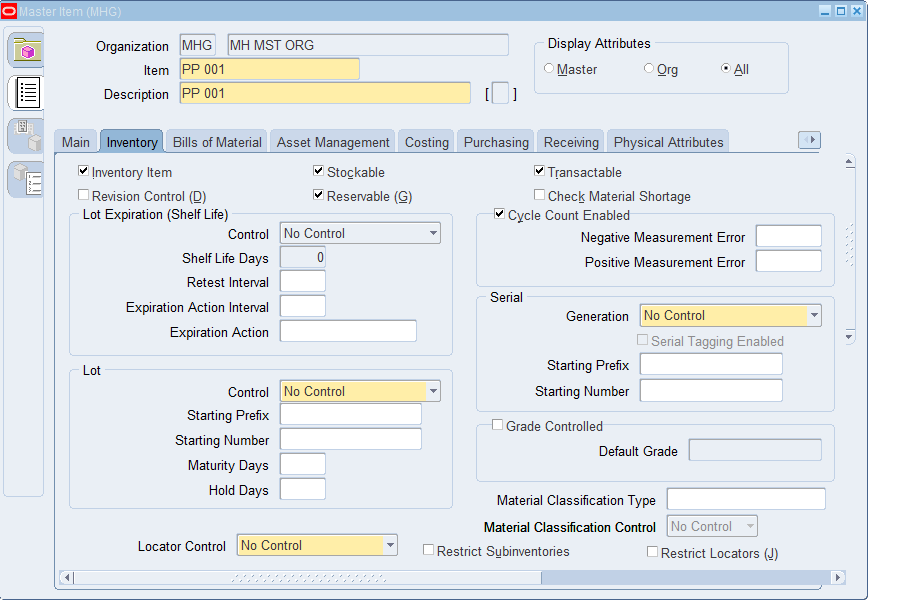 Master Item (MHG)
Organization MHG MH MST ORG
Item PP 001
Description PP 001 [ ]
Display Attributes
Master Org All
Main Inventory Bills of Material Asset Management Costing Purchasing Receiving Physical Attributes
Inventory Item Stockable Transactable
Revision Control (D) Reservable (G) Check Material Shortage
Lot Expiration (Shelf Life)
Control No Control
Shelf Life Days 0
Retest Interval
Expiration Action Interval
Expiration Action
Cycle Count Enabled
Negative Measurement Error
Positive Measurement Error
Serial
Generation No Control
Serial Tagging Enabled
Starting Prefix
Starting Number
Lot
Control No Control
Starting Prefix
Starting Number
Maturity Days
Hold Days
Grade Controlled
Default Grade
Material Classification Type
Material Classification Control No Control
Locator Control No Control Restrict Subinventories Restrict Locators (J)